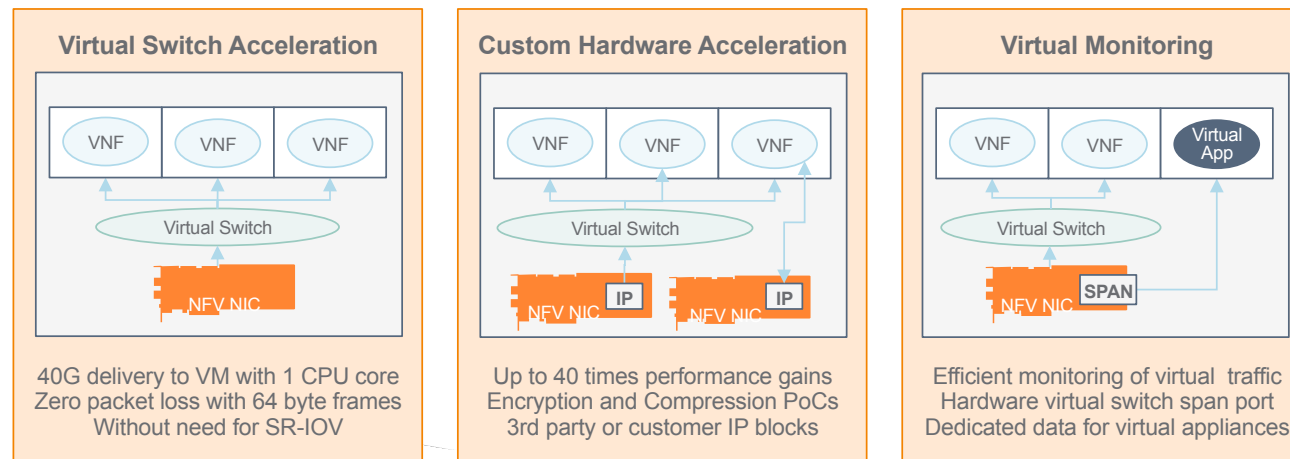 Virtual Switch Acceleration
VNF
VNF
VNF
Virtual Switch
NFV NIC
40G delivery to VM with 1 CPU core
Zero packet loss with 64 byte frames
Without need for SR-IOV
Custom Hardware Acceleration
VNF
VNF
VNF
Virtual Switch
IP
NFV NIC
IP
NFV NIC
Up to 40 times performance gains
Encryption and Compression PoCs
3rd party or customer IP blocks
Virtual Monitoring
VNF
VNF
Virtual
App
Virtual Switch
SPAN
NFV NIC
Efficient monitoring of virtual traffic
Hardware virtual switch span port
Dedicated data for virtual appliances